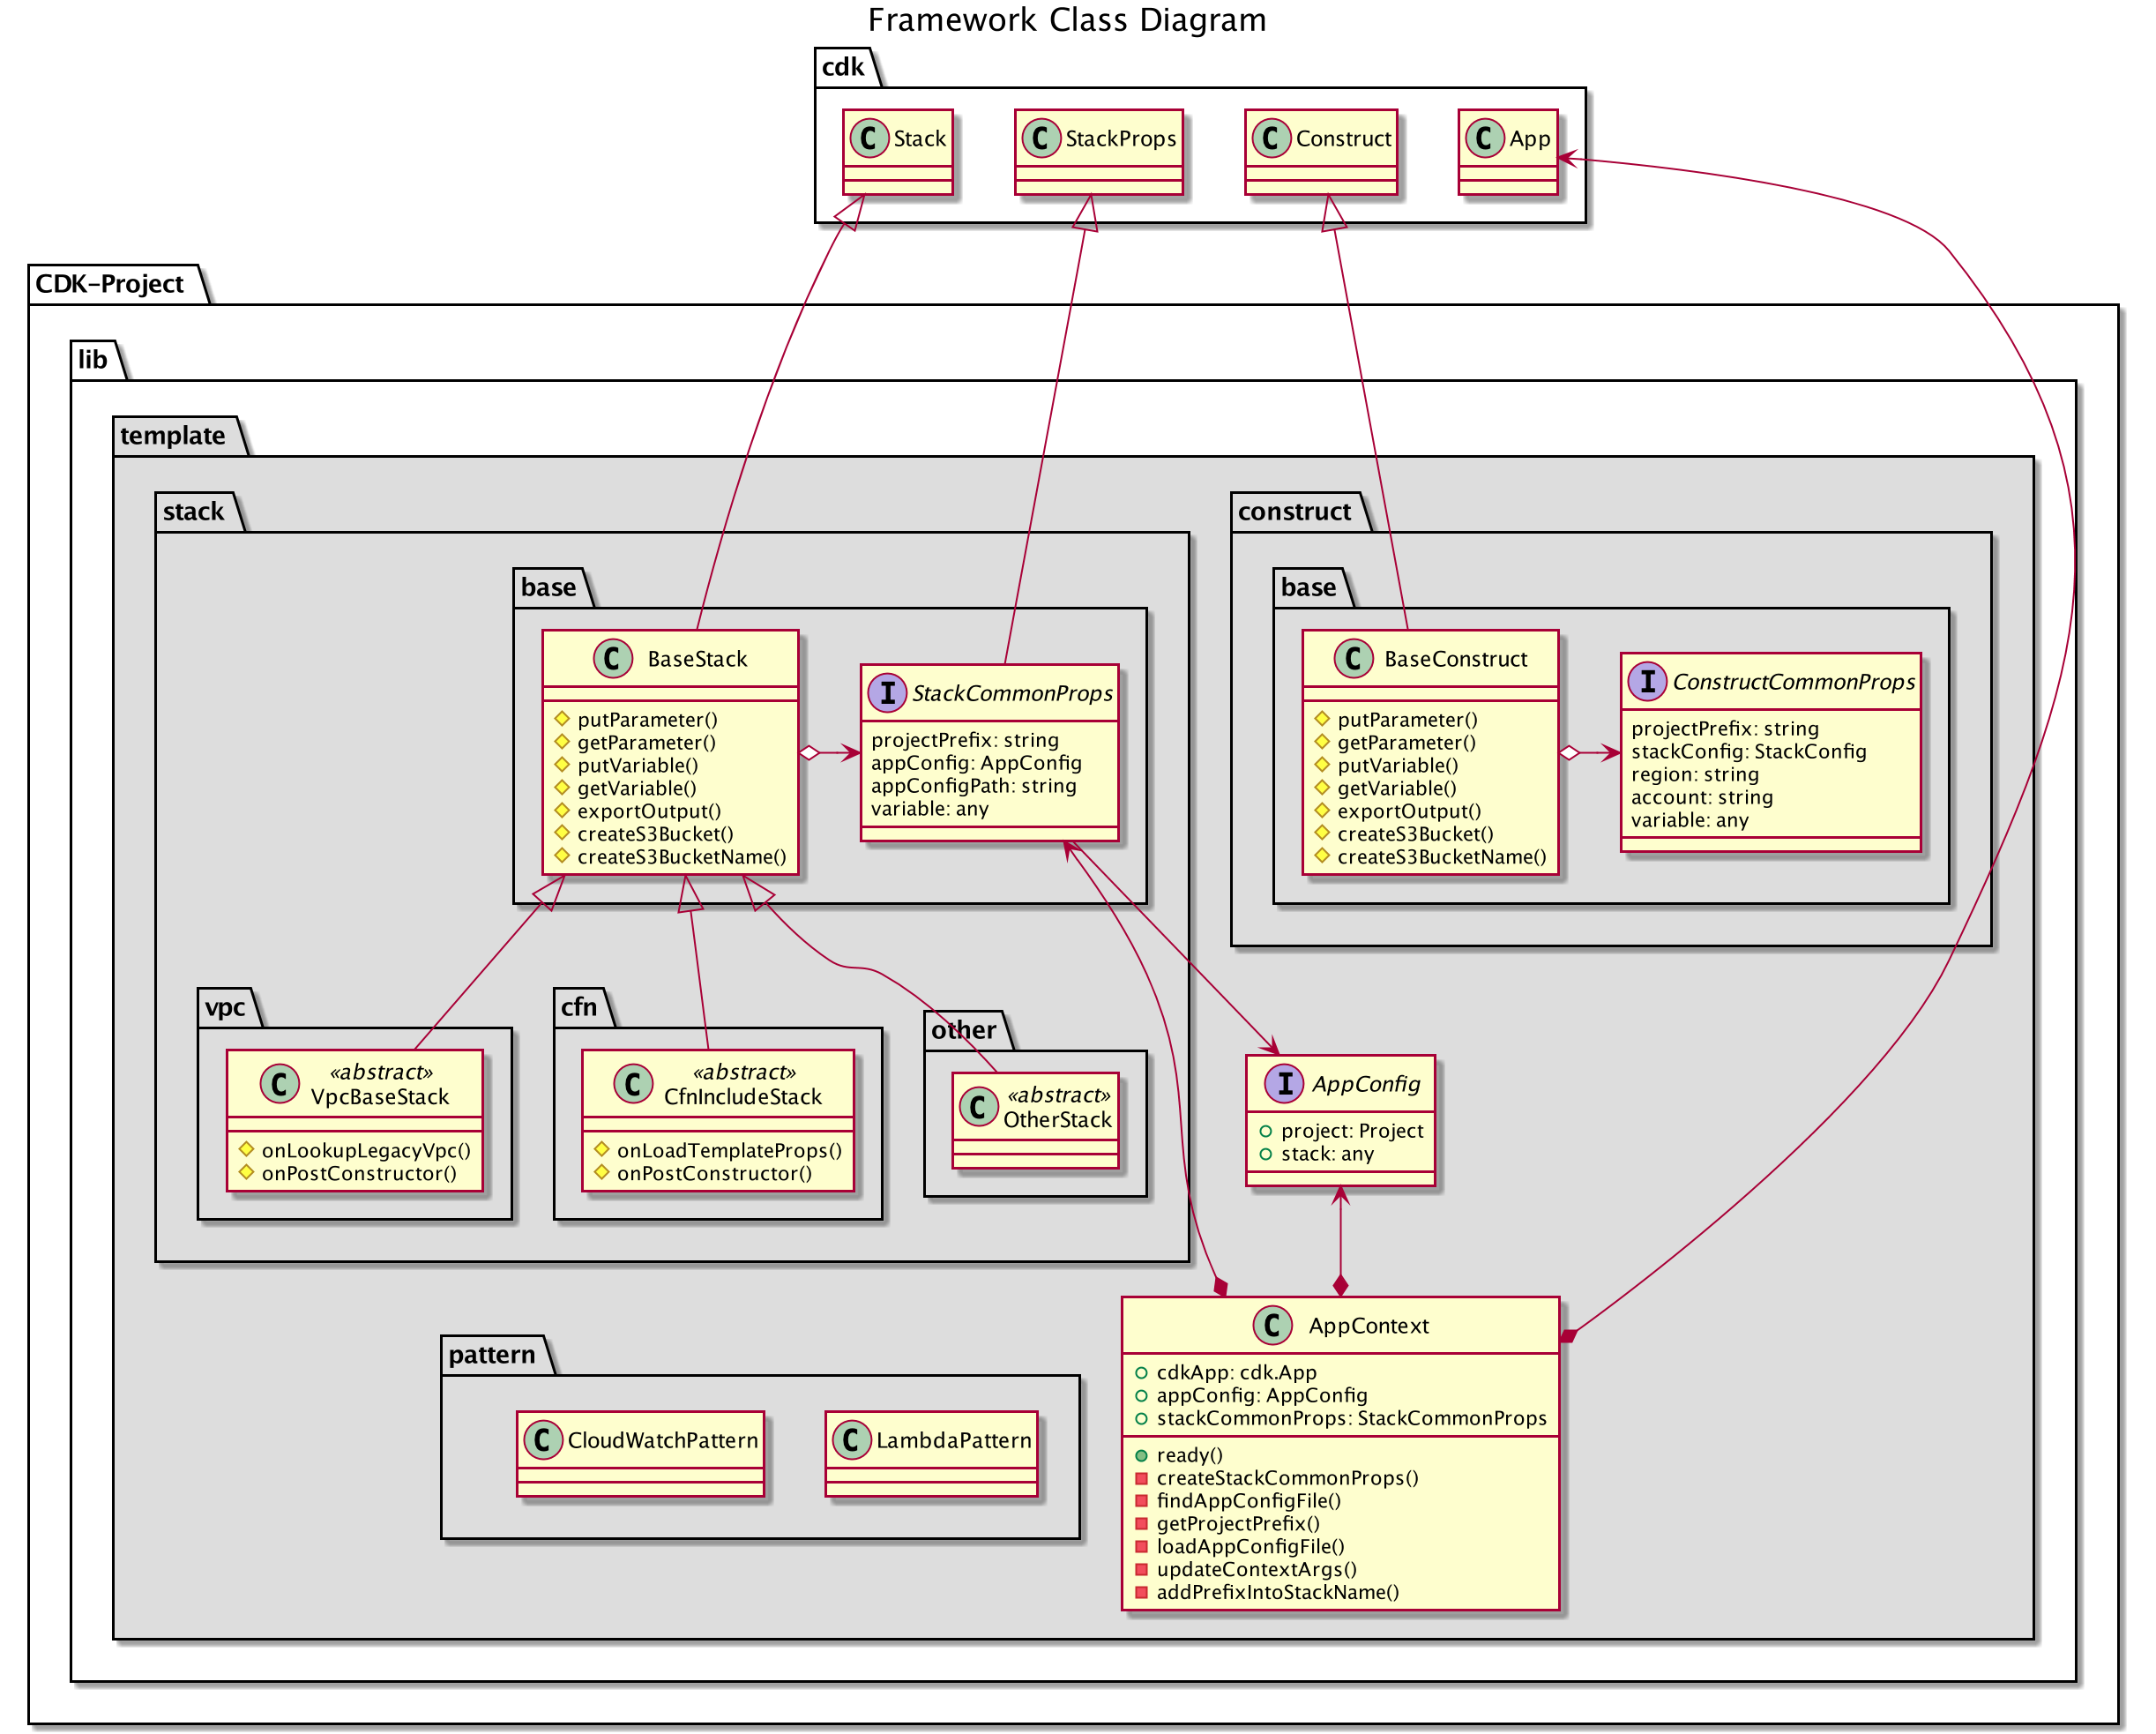 Framework Class Diagram
cdk
C Stack
C StackProps
C Construct
C App
CDK-Project
lib
template
stack
base
C BaseStack
putParameter()
getParameter()
putVariable()
getVariable()
exportOutput()
createS3Bucket()
createS3BucketName()
I StackCommonProps
projectPrefix: string
appConfig: AppConfig
appConfigPath: string
variable: any
construct
base
C BaseConstruct
putParameter()
getParameter()
putVariable()
getVariable()
exportOutput()
createS3Bucket()
createS3BucketName()
I ConstructCommonProps
projectPrefix: string
stackConfig: StackConfig
region: string
account: string
variable: any
vpc
C «abstract»
VpcBaseStack
onLookupLegacyVpc()
onPostConstructor()
cfn
C «abstract»
CfnIncludeStack
onLoadTemplateProps()
onPostConstructor()
other
C «abstract»
OtherStack
I AppConfig
project: Project
stack: any
pattern
C CloudWatchPattern
C LambdaPattern
C AppContext
cdkApp: cdk.App
appConfig: AppConfig
stackCommonProps: StackCommonProps
ready()
createStackCommonProps()
findAppConfigFile()
getProjectPrefix()
loadAppConfigFile()
updateContextArgs()
addPrefixIntoStackName()